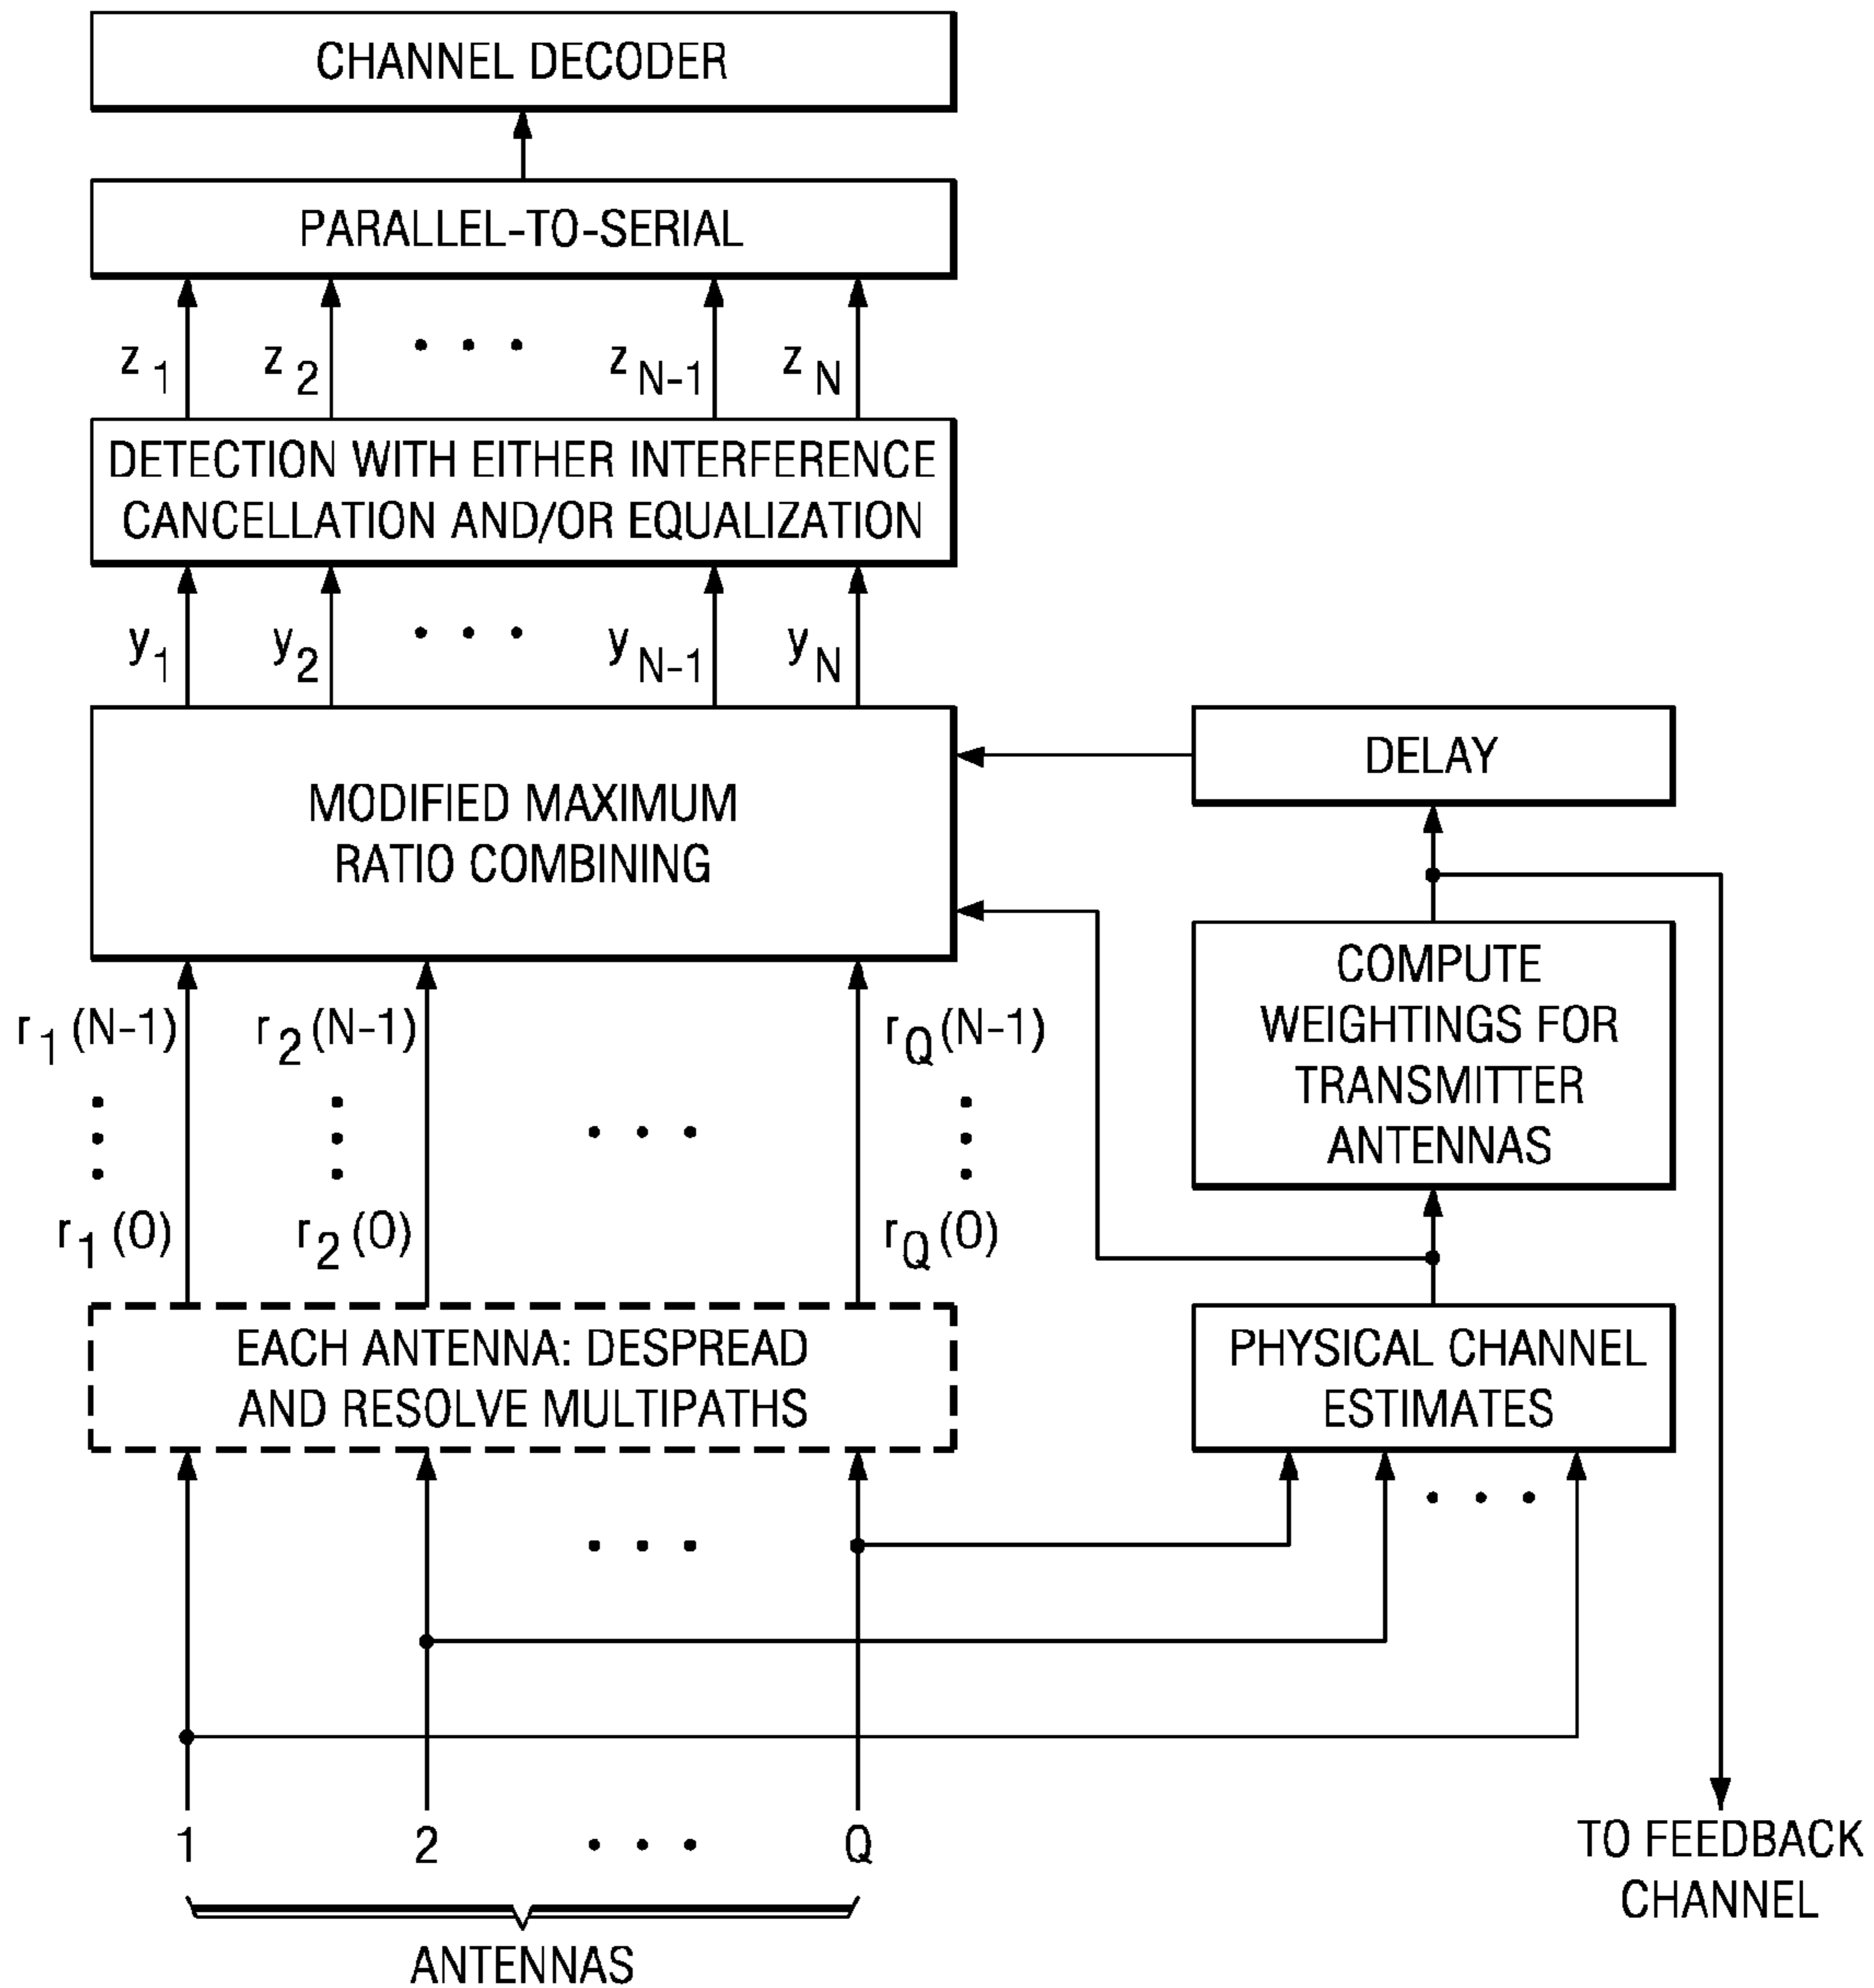 CHANNEL DECODER
PARALLEL-TO-SERIAL
z 1 z 2 • • • z N-1 z N
DETECTION WITH EITHER INTERFERENCE
CANCELLATION AND/OR EQUALIZATION
y1 y2 • • • yN-1 yN
DELAY
MODIFIED MAXIMUM
RATIO COMBINING
COMPUTE
WEIGHTINGS FOR
TRANSMITTER
ANTENNAS
r1(N-1) r2(N-1) rQ(N-1)
• • •
r1(0) r2(0) rQ(0)
EACH ANTENNA: DESPREAD
AND RESOLVE MULTIPATHS
PHYSICAL CHANNEL
ESTIMATES
• • •
1 2 • • • Q
ANTENNAS
TO FEEDBACK
CHANNEL